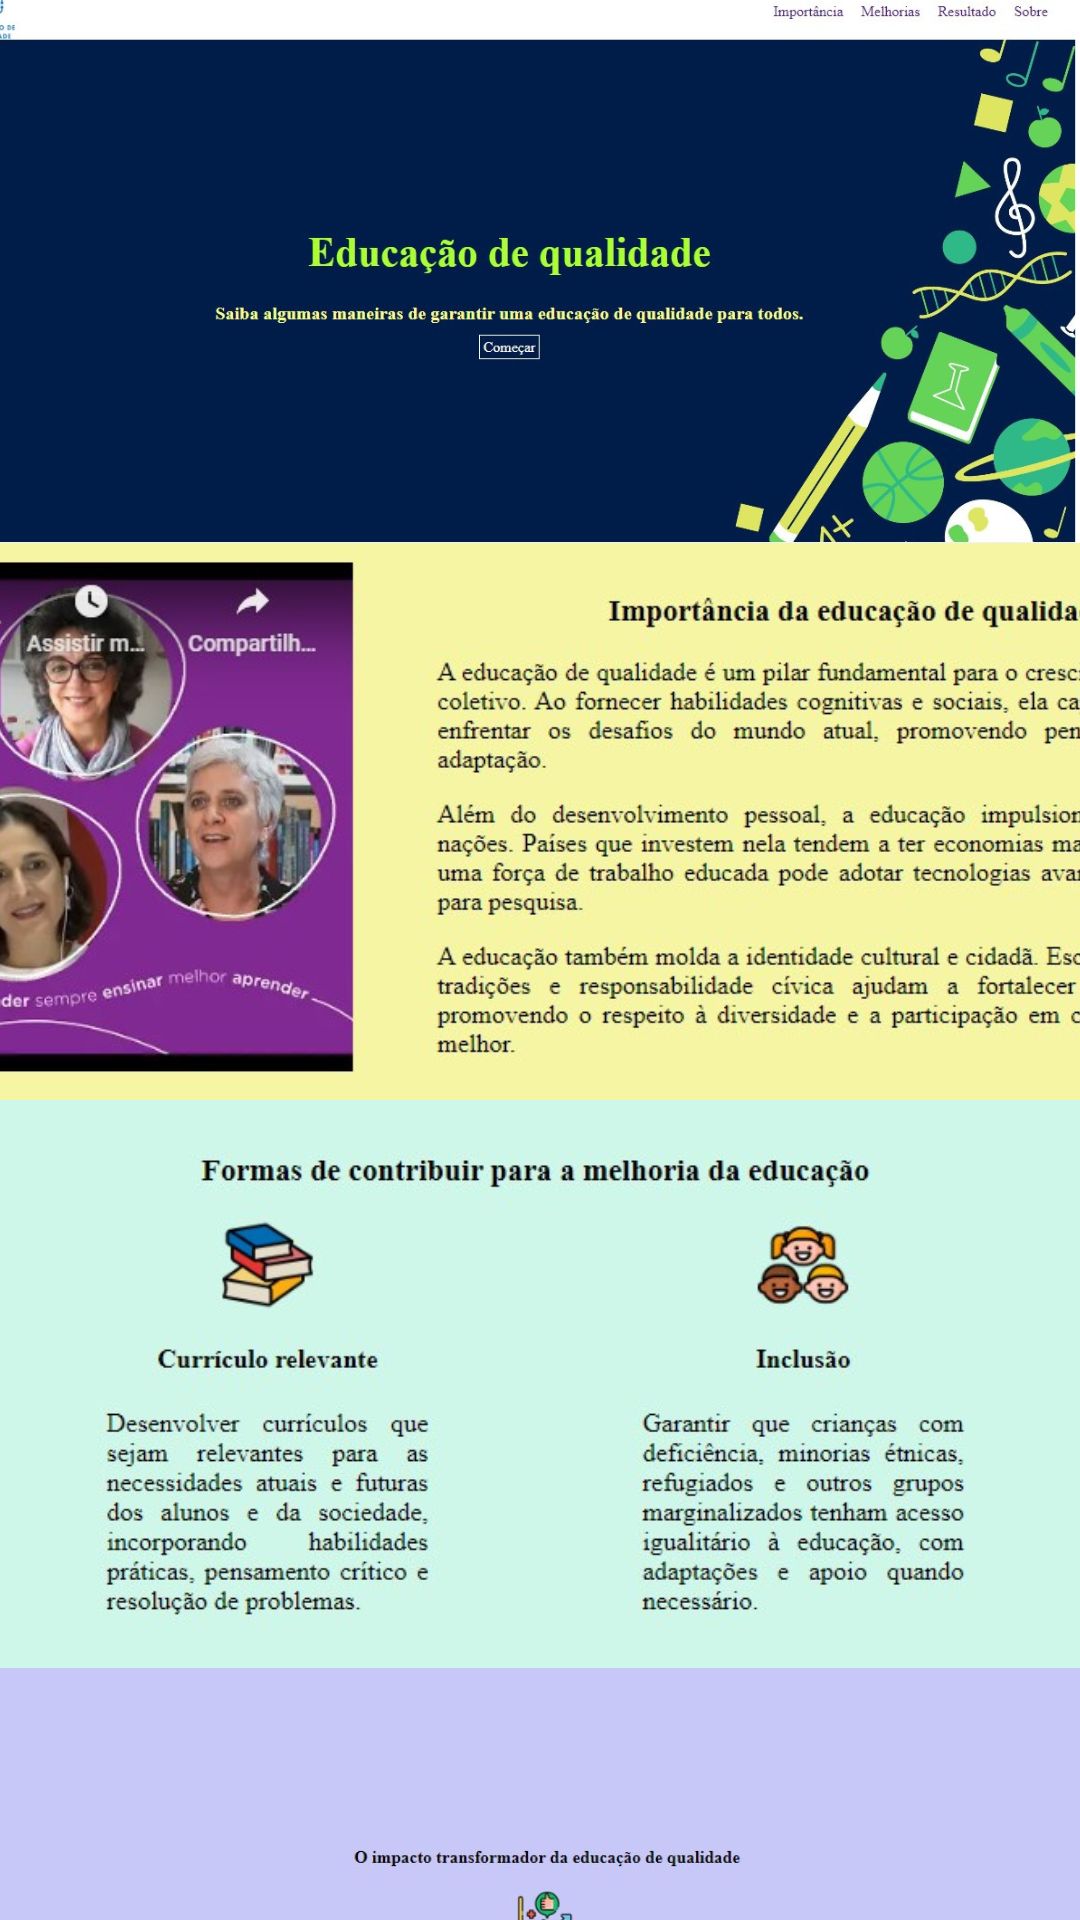 O DE
ADE
Importância Melhorias Resultado Sobre
Educação de qualidade
Saiba algumas maneiras de garantir uma educação de qualidade para todos.
Começar
Assistir m... Compartilh...
der sempre ensinar melhor aprender
Importância da educação de qualida
A educação de qualidade é um pilar fundamental para o cresci
coletivo. Ao fornecer habilidades cognitivas e sociais, ela ca
enfrentar os desafios do mundo atual, promovendo pen
adaptação.
Além do desenvolvimento pessoal, a educação impulsion
nações. Países que investem nela tendem a ter economias ma
uma força de trabalho educada pode adotar tecnologias avan
para pesquisa.
A educação também molda a identidade cultural e cidadã. Esc
tradições e responsabilidade cívica ajudam a fortalecer
promovendo o respeito à diversidade e a participação em c
melhor.
Formas de contribuir para a melhoria da educação
Currículo relevante
Desenvolver currículos que
sejam relevantes para as
necessidades atuais e futuras
dos alunos e da sociedade,
incorporando habilidades
práticas, pensamento crítico e
resolução de problemas.
Inclusão
Garantir que crianças com
deficiência, minorias étnicas,
refugiados e outros grupos
marginalizados tenham acesso
igualitário à educação, com
adaptações e apoio quando
necessário.
O impacto transformador da educação de qualidade